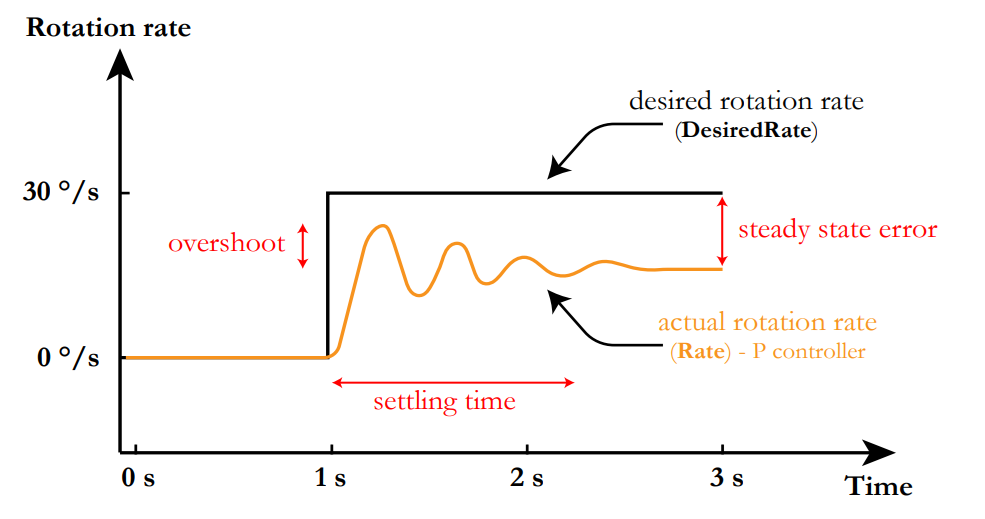 Rotation rate
desired rotation rate
(DesiredRate)
30 °/s
overshoot
steady state error
actual rotation rate
(Rate) - P controller
0 °/s
settling time
0 s
1 s
2 s
3 s
Time